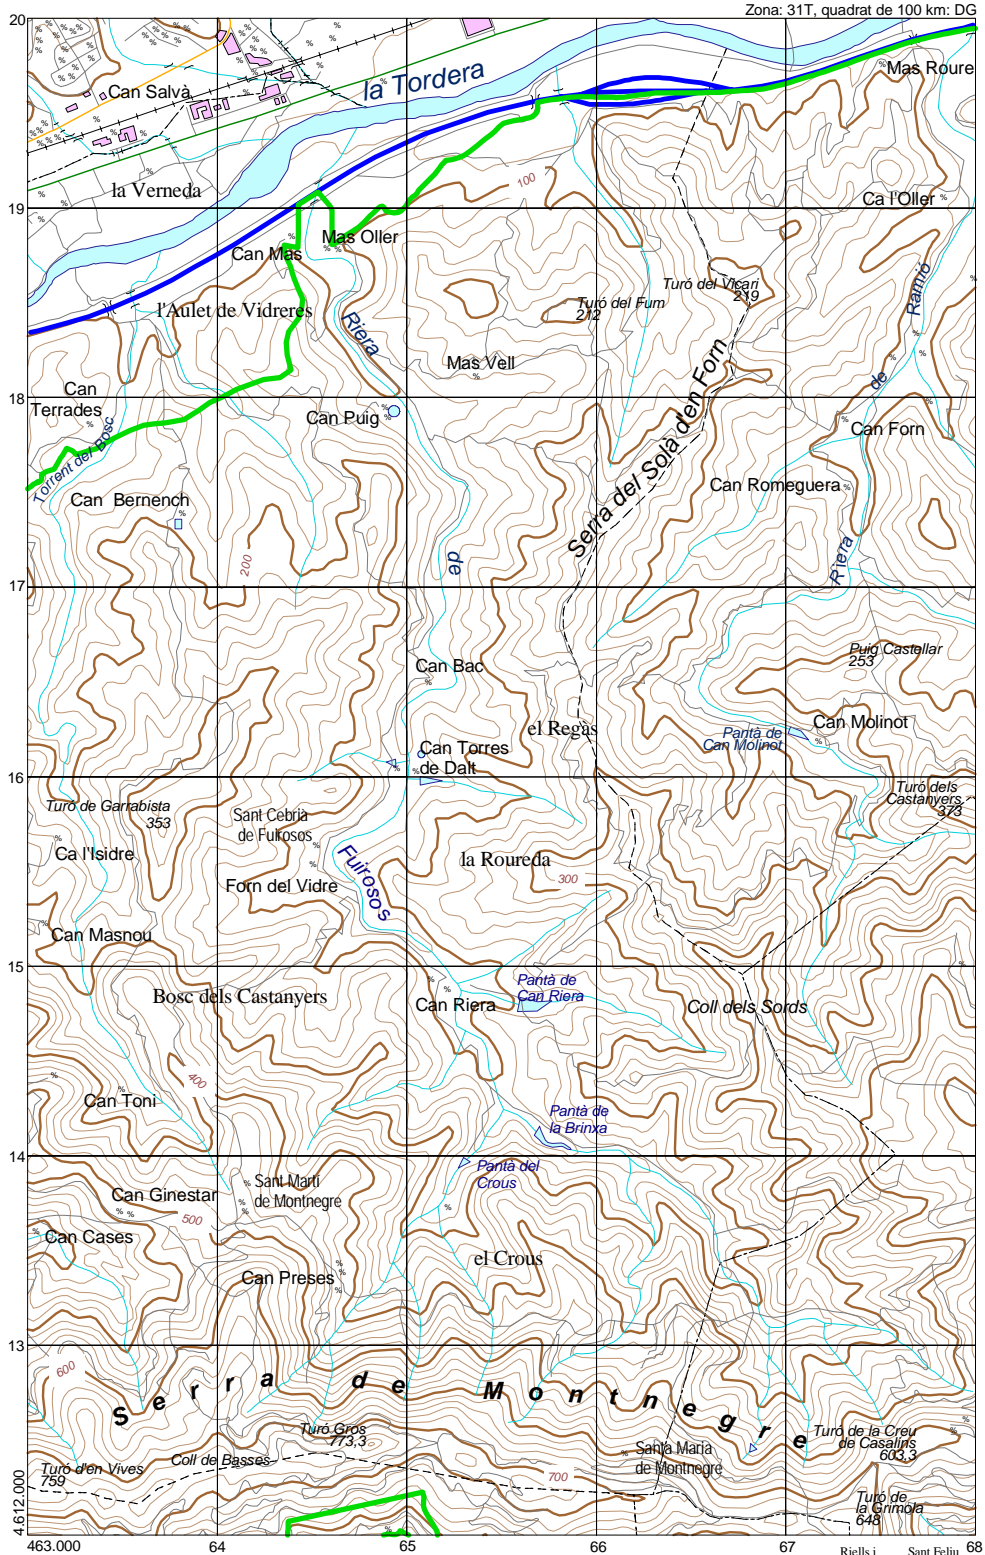 Zona: 31T, quadrat de 100 km: DG
20
Mas Roure
la Tordera
Can Salvà
100
la Verneda
Ca l'Oller
19
Mas Oller
Can Mas
Turó del Vicari
219
Ramió
Turó del Fum
212
l'Aulet de Vidreres
Riera
Mas Vell
Serra del Solà d'en Forn
de
Can
Terrades
18
Can Puig
Can Forn
Torrent del Bosc
Can Bernench
Can Romeguera
200
de
Riera
17
Puig Castellar
253
Can Bac
Can Molinot
el Regàs
Pantà de
Can Molinot
Can Torres
de Dalt
16
Turó dels
Castanyers
373
Turó de Garrabista
353
Sant Cebrià
de Fuirosos
Ca l'Isidre
Fuirosos
la Roureda
300
Forn del Vidre
Can Masnou
15
Pantà de
Can Riera
Bosc dels Castanyers
Can Riera
Coll dels Sords
400
Can Toni
Pantà de
la Brinxa
14
Pantà del
Crous
Sant Martí
de Montnegre
Can Ginestar
500
Can Cases
el Crous
Can Preses
13
600
Serra de Montnegre
Turó Gros
773,3
Turó de la Creu
de Casalins
603,3
Santa Maria
de Montnegre
Coll de Basses
Turó d'en Vives
759
700
Turó de
la Grimola
648
4.612.000
463.000
64
65
66
67
68
Riells i
Sant Feliu